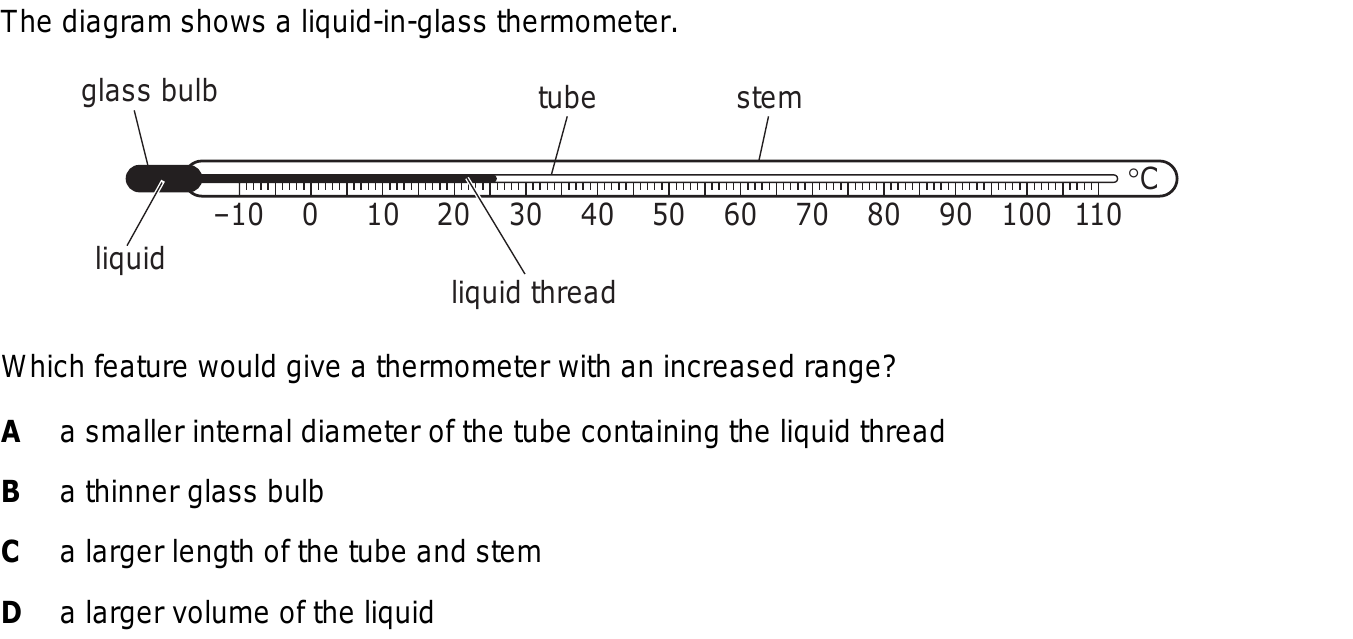 The diagram shows a liquid-in-glass thermometer.
glass bulb
tube
stem
°C
–10 0 10 20 30 40 50 60 70 80 90 100 110
liquid
liquid thread
Which feature would give a thermometer with an increased range?
A a smaller internal diameter of the tube containing the liquid thread
B a thinner glass bulb
C a larger length of the tube and stem
D a larger volume of the liquid